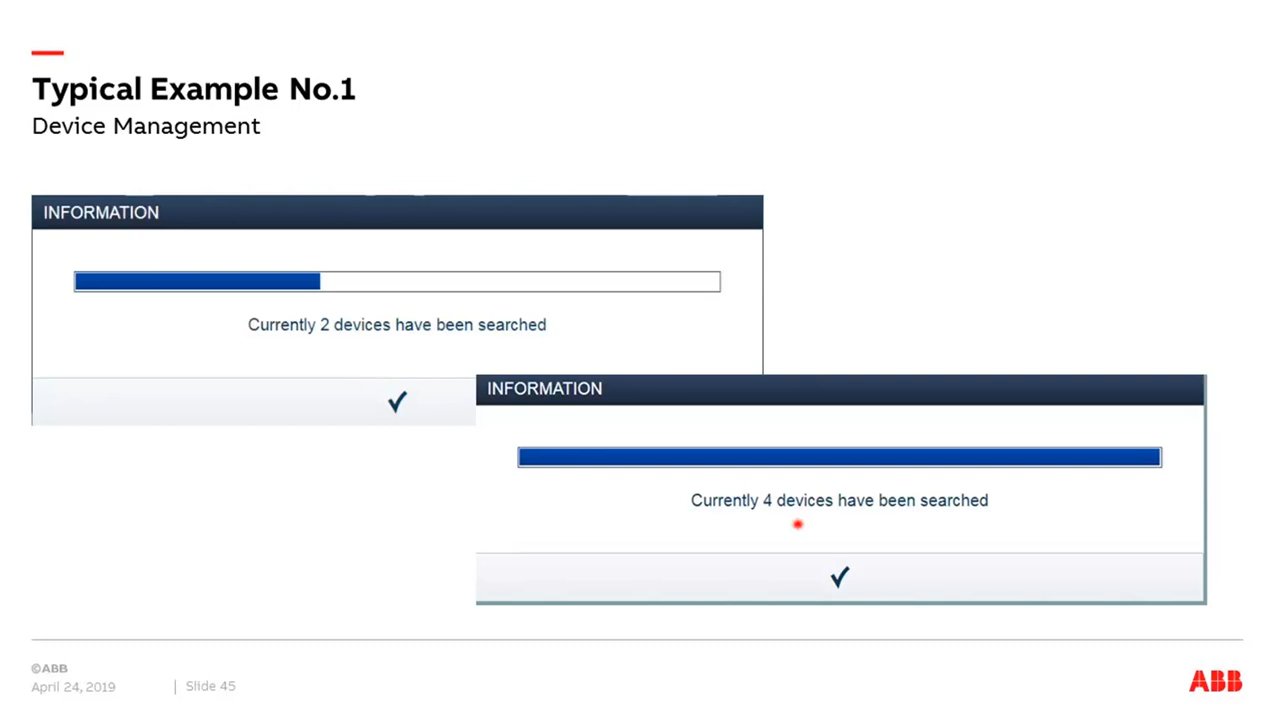 Typical Example No.1
Device Management
INFORMATION
Currently 2 devices have been searched
INFORMATION
Currently 4 devices have been searched
©ABB
April 24, 2019
Slide 45
ABB